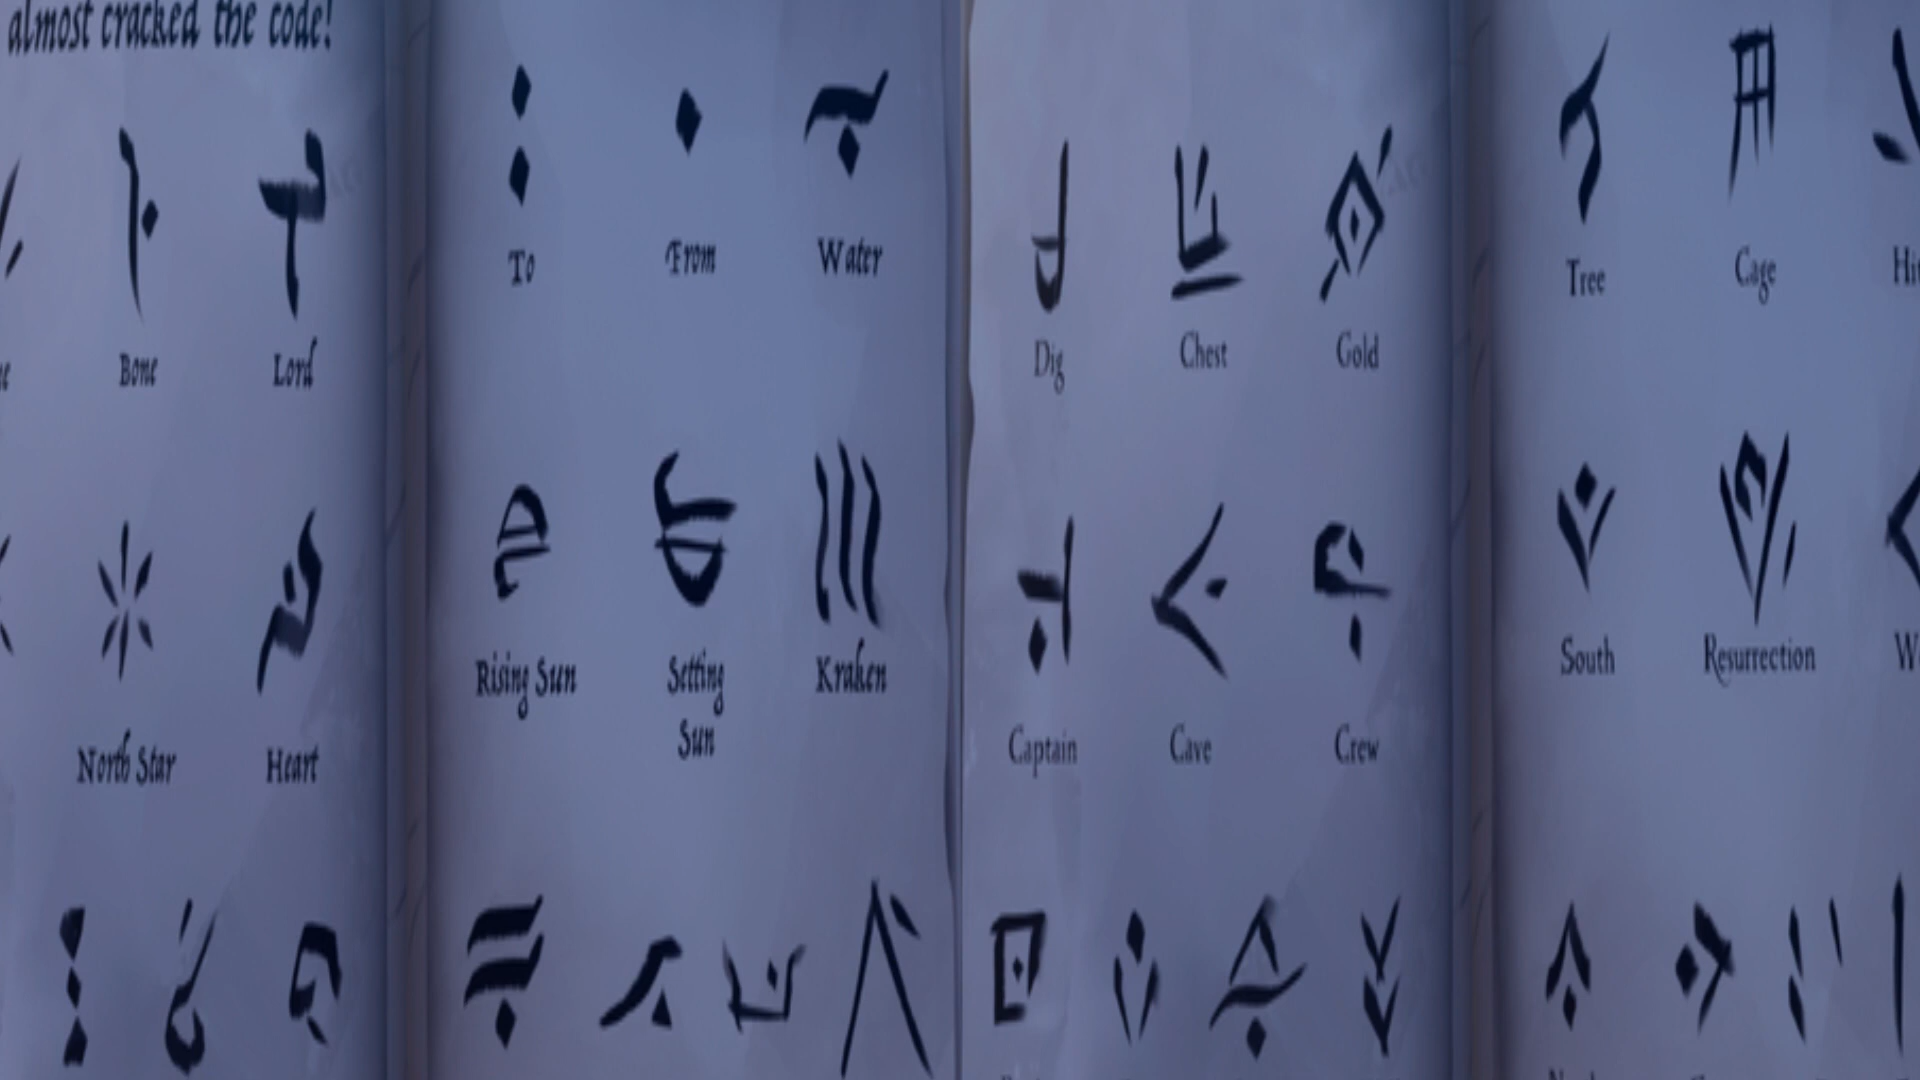 almost cracked the code!
Bone Lord
North Star Heart
To From Water
Rising Sun Setting Sun Kraken
Dig Chest Gold
Captain Cave Crew
Tree Cage
South Resurrection